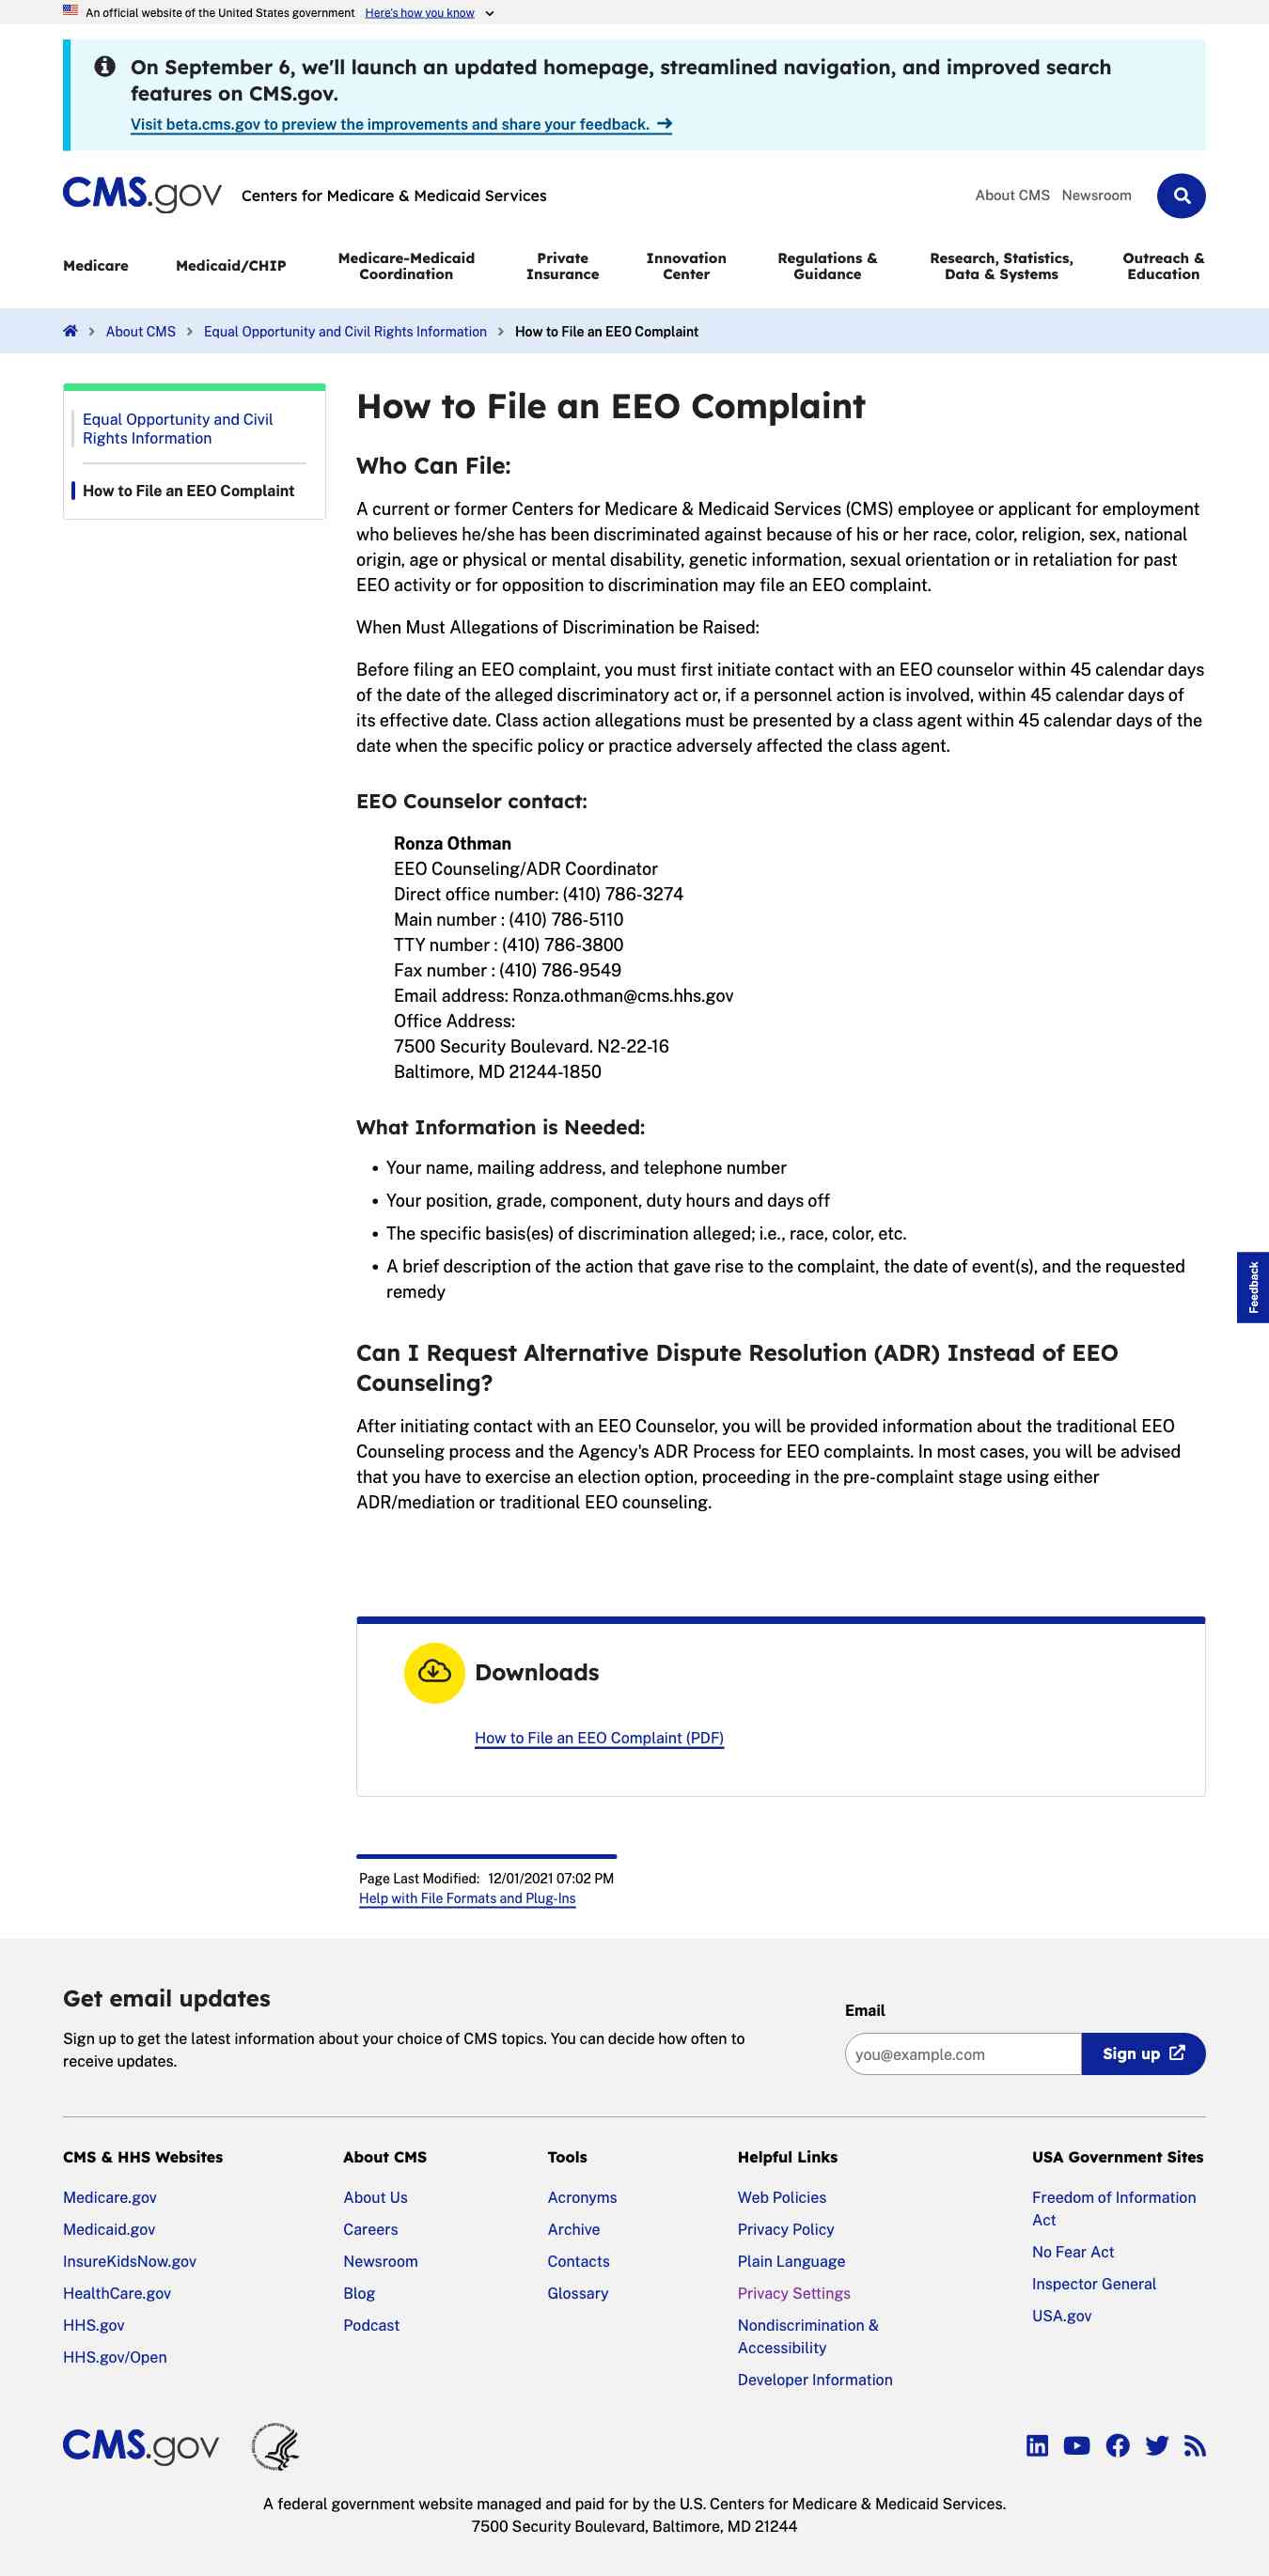 An official website of the United States government Here's how you know
On September 6, we'll launch an updated homepage, streamlined navigation, and improved search
features on CMS.gov.
Visit beta.cms.gov to preview the improvements and share your feedback.
CMS.gov Centers for Medicare & Medicaid Services About CMS Newsroom
Medicare
Medicaid/CHIP
Medicare-Medicaid
Coordination
Private
Insurance
Innovation
Center
Regulations &
Guidance
Research, Statistics,
Data & Systems
Outreach &
Education
About CMS Equal Opportunity and Civil Rights Information How to File an EEO Complaint
Equal Opportunity and Civil
Rights Information
How to File an EEO Complaint
How to File an EEO Complaint
Who Can File:
A current or former Centers for Medicare & Medicaid Services (CMS) employee or applicant for employment
who believes he/she has been discriminated against because of his or her race, color, religion, sex, national
origin, age or physical or mental disability, genetic information, sexual orientation or in retaliation for past
EEO activity or for opposition to discrimination may file an EEO complaint.
When Must Allegations of Discrimination be Raised:
Before filing an EEO complaint, you must first initiate contact with an EEO counselor within 45 calendar days
of the date of the alleged discriminatory act or, if a personnel action is involved, within 45 calendar days of
its effective date. Class action allegations must be presented by a class agent within 45 calendar days of the
date when the specific policy or practice adversely affected the class agent.
EEO Counselor contact:
Ronza Othman
EEO Counseling/ADR Coordinator
Direct office number: (410) 786-3274
Main number : (410) 786-5110
TTY number : (410) 786-3800
Fax number : (410) 786-9549
Email address: Ronza.othman@cms.hhs.gov
Office Address:
7500 Security Boulevard. N2-22-16
Baltimore, MD 21244-1850
What Information is Needed:
• Your name, mailing address, and telephone number
• Your position, grade, component, duty hours and days off
• The specific basis(es) of discrimination alleged; i.e., race, color, etc.
• A brief description of the action that gave rise to the complaint, the date of event(s), and the requested
remedy
Feedback
Can I Request Alternative Dispute Resolution (ADR) Instead of EEO
Counseling?
After initiating contact with an EEO Counselor, you will be provided information about the traditional EEO
Counseling process and the Agency's ADR Process for EEO complaints. In most cases, you will be advised
that you have to exercise an election option, proceeding in the pre-complaint stage using either
ADR/mediation or traditional EEO counseling.
Downloads
How to File an EEO Complaint (PDF)
Page Last Modified: 12/01/2021 07:02 PM
Help with File Formats and Plug-Ins
Get email updates
Sign up to get the latest information about your choice of CMS topics. You can decide how often to
receive updates.
Email
you@example.com Sign up
CMS & HHS Websites
Medicare.gov
Medicaid.gov
InsureKidsNow.gov
HealthCare.gov
HHS.gov
HHS.gov/Open
About CMS
About Us
Careers
Newsroom
Blog
Podcast
Tools
Acronyms
Archive
Contacts
Glossary
Helpful Links
Web Policies
Privacy Policy
Plain Language
Privacy Settings
Nondiscrimination &
Accessibility
Developer Information
USA Government Sites
Freedom of Information
Act
No Fear Act
Inspector General
USA.gov
CMS.gov
A federal government website managed and paid for by the U.S. Centers for Medicare & Medicaid Services.
7500 Security Boulevard, Baltimore, MD 21244